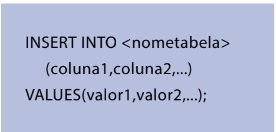 INSERT INTO <nometabela>
(coluna1,coluna2,...)
VALUES(valor1,valor2,...);